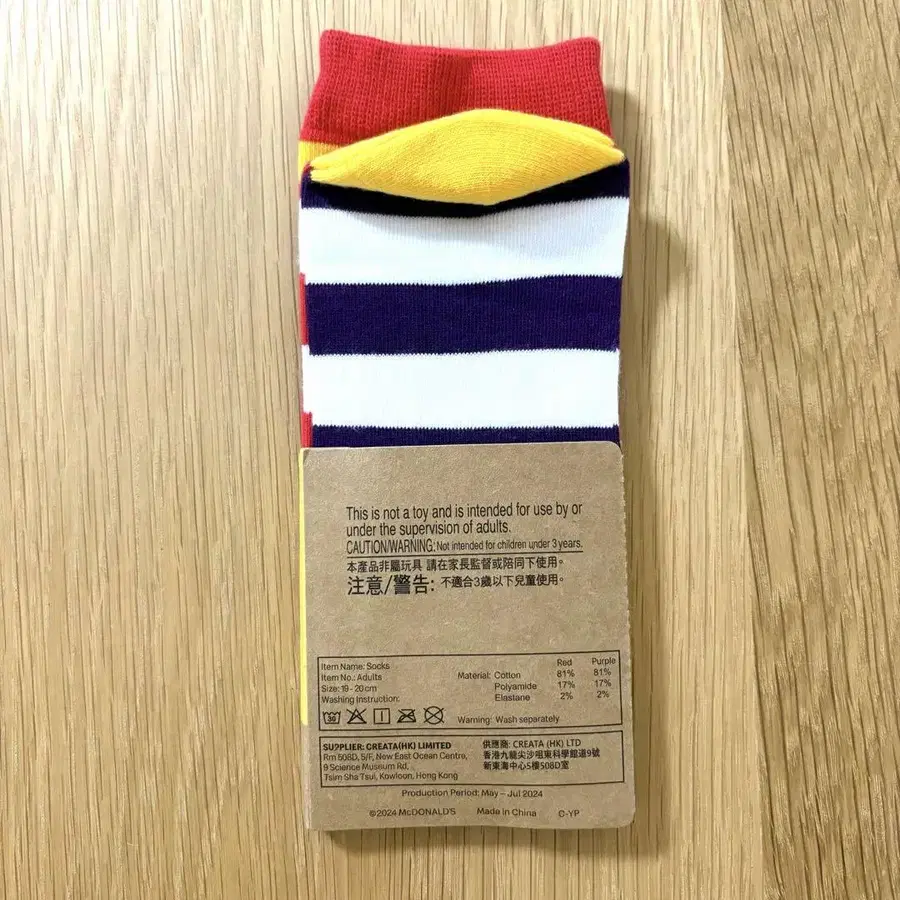 This is not a toy and is intended for use by or
under the supervision of adults.
CAUTION/WARNING: Not intended for children under 3 years.
本產品非屬玩具 請在家長監督或陪同下使用。
注意/警告: 不適合3歲以下兒童使用。
Red Purple
Item Name: Socks
Material: Cotton 81% 81%
Item No.: Adults
Polyamide 17% 17%
Size: 19 - 20cm
Elastane 2% 2%
Washing Instruction:
30
Warning: Wash separately
SUPPLIER: CREATA(HK) LIMITED
Rm 508D, 5/F, New East Ocean Centre,
9 Science Museum Rd,
Tsim Sha Tsui, Kowloon, Hong Kong
供應商: CREATA (HK) LTD
香港九龍尖沙咀東科學館道9號
新東海中心5樓508D室
Production Period: May – Jul 2024
©2024 McDONALD'S Made in China C-YP